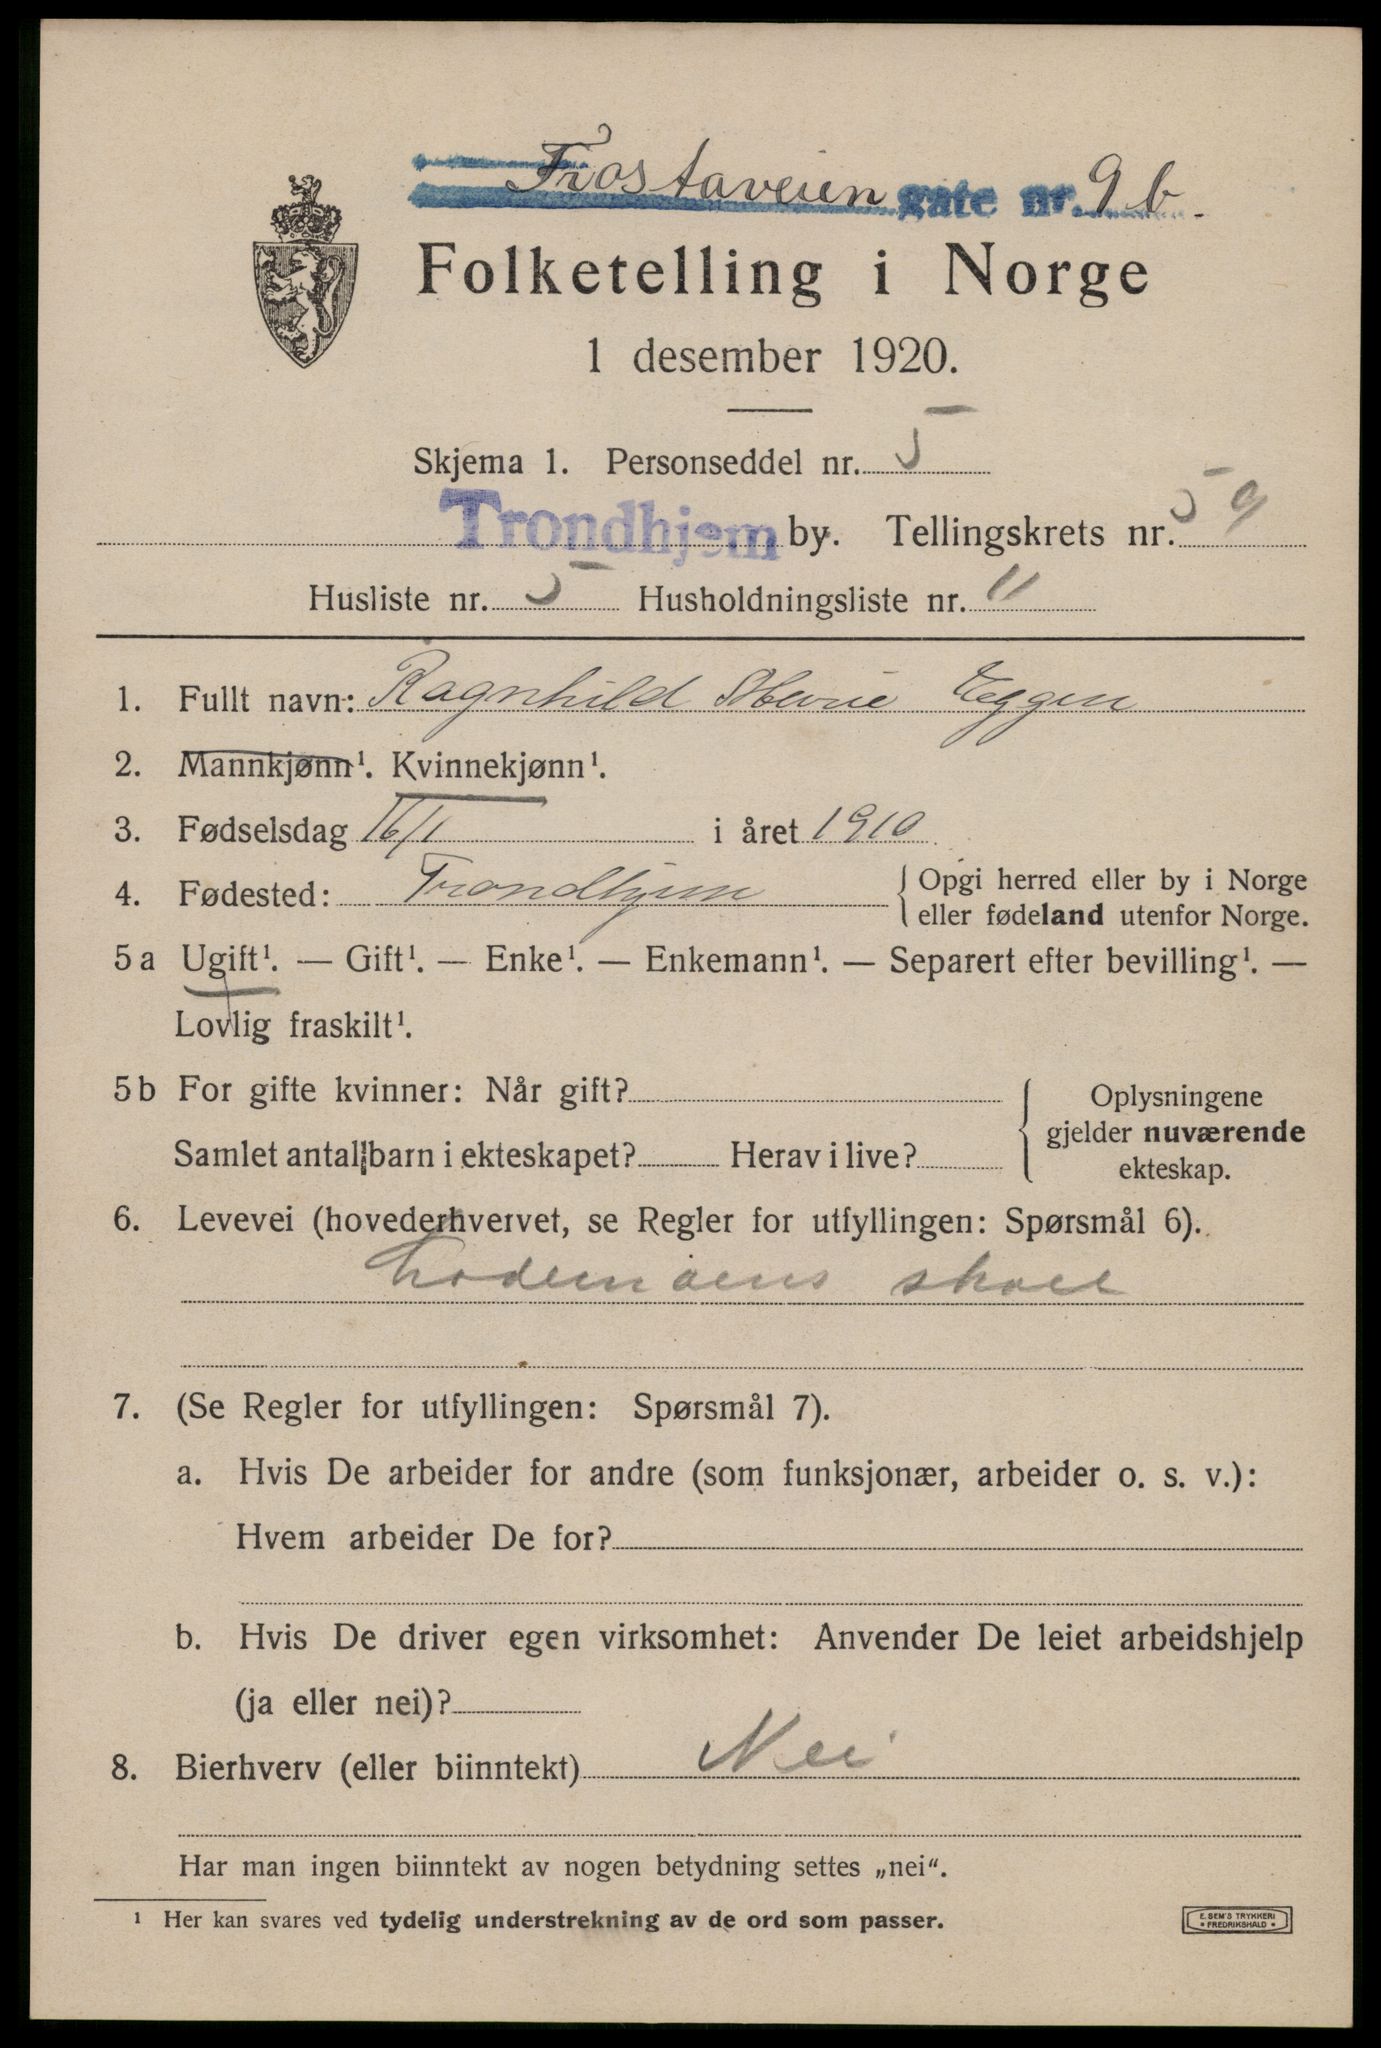 Frostaveien gate nr. 9 b.
Folketelling i Norge
1 desember 1920.
Skjema 1. Personseddel nr. 5
Trondhjem by. Tellingskrets nr. 59
Husliste nr. 5 Husholdningsliste nr. 11
1. Fullt navn: Ragnhild Eggen
2. Mannkjønn¹. Kvinnekjønn¹.
3. Fødselsdag 16/1 i året 1910
4. Fødested: Trondhjem { Opgi herred eller by i Norge
eller fødeland utenfor Norge.
5 a Ugift¹. — Gift¹. — Enke¹. — Enkemann¹. — Separert efter bevilling¹. —
Lovlig fraskilt¹.
5 b For gifte kvinner: Når gift?
Samlet antall barn i ekteskapet? Herav i live?
Oplysningene
gjelder nuværende
ekteskap.
6. Levevei (hovederhvervet, se Regler for utfyllingen: Spørsmål 6).
skole
7. (Se Regler for utfyllingen: Spørsmål 7).
a. Hvis De arbeider for andre (som funksjonær, arbeider o. s. v.):
Hvem arbeider De for?
b. Hvis De driver egen virksomhet: Anvender De leiet arbeidshjelp
(ja eller nei)?
8. Bierhverv (eller biinntekt) Nei
Har man ingen biinntekt av nogen betydning settes „nei“.
¹ Her kan svares ved tydelig understrekning av de ord som passer.
E. SEM'S TRYKKERI
• FREDRIKSHALD •